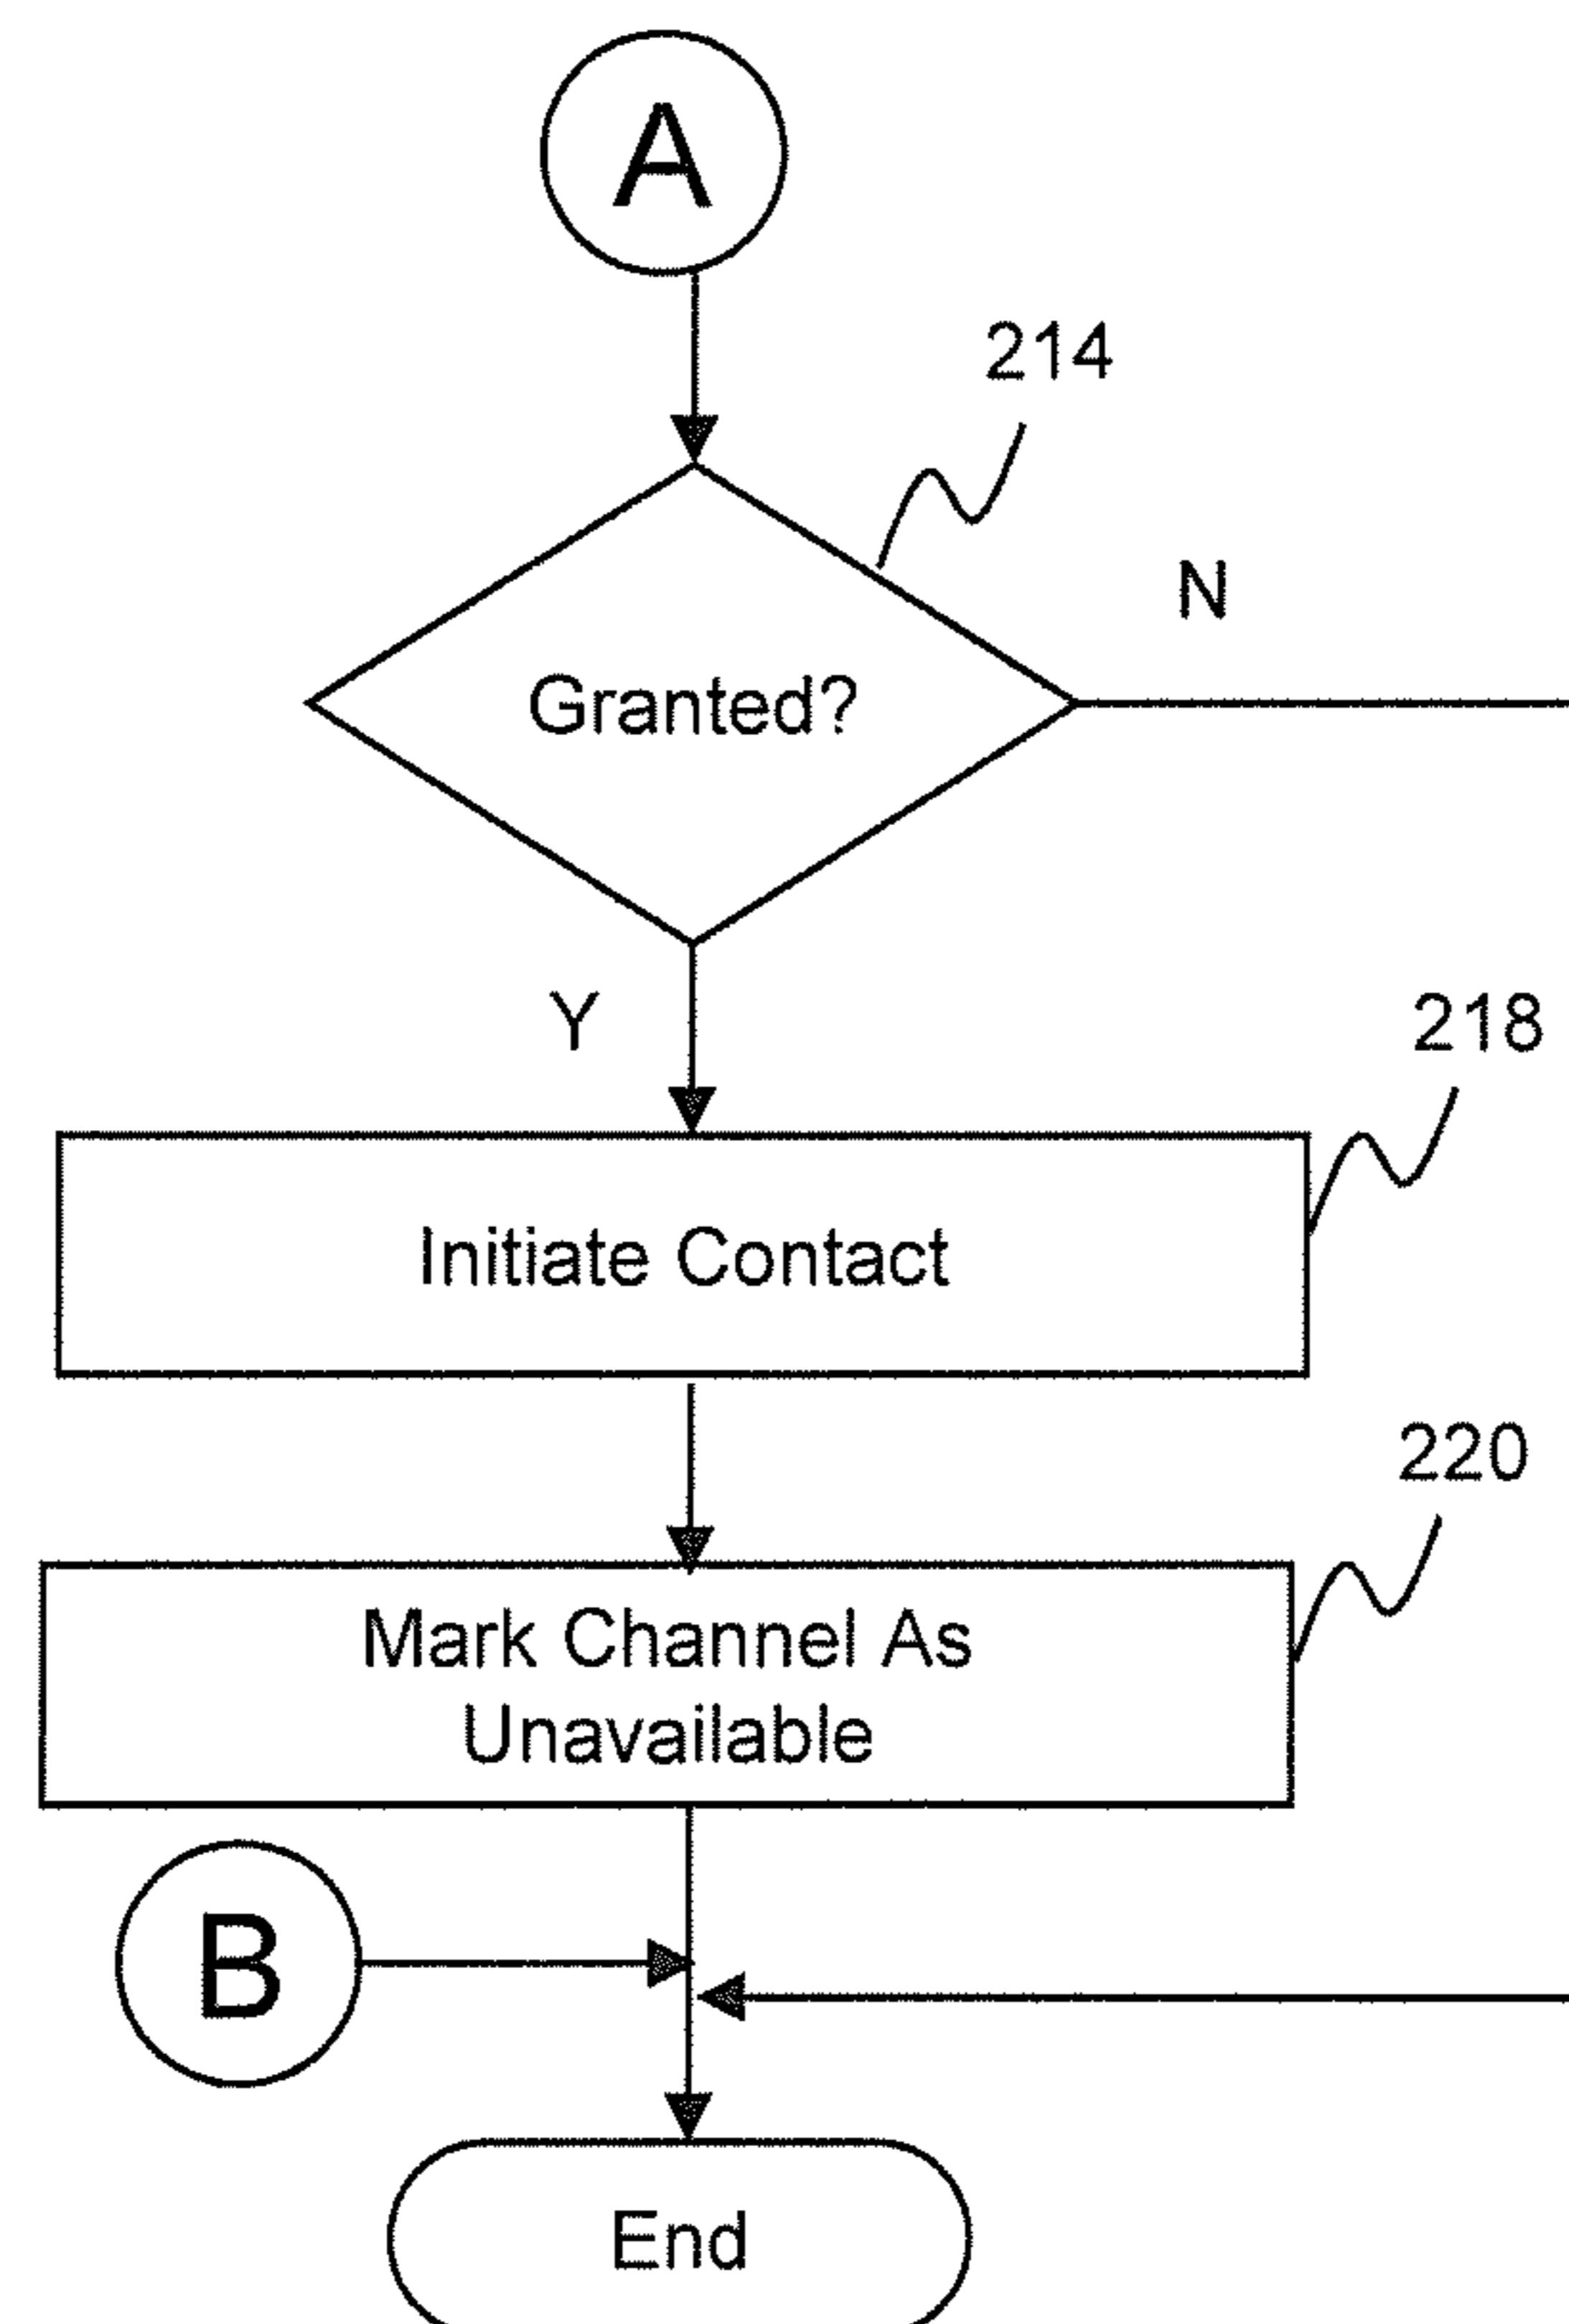 A
214
N
Granted?
Y
218
Initiate Contact
220
Mark Channel As
Unavailable
B
End